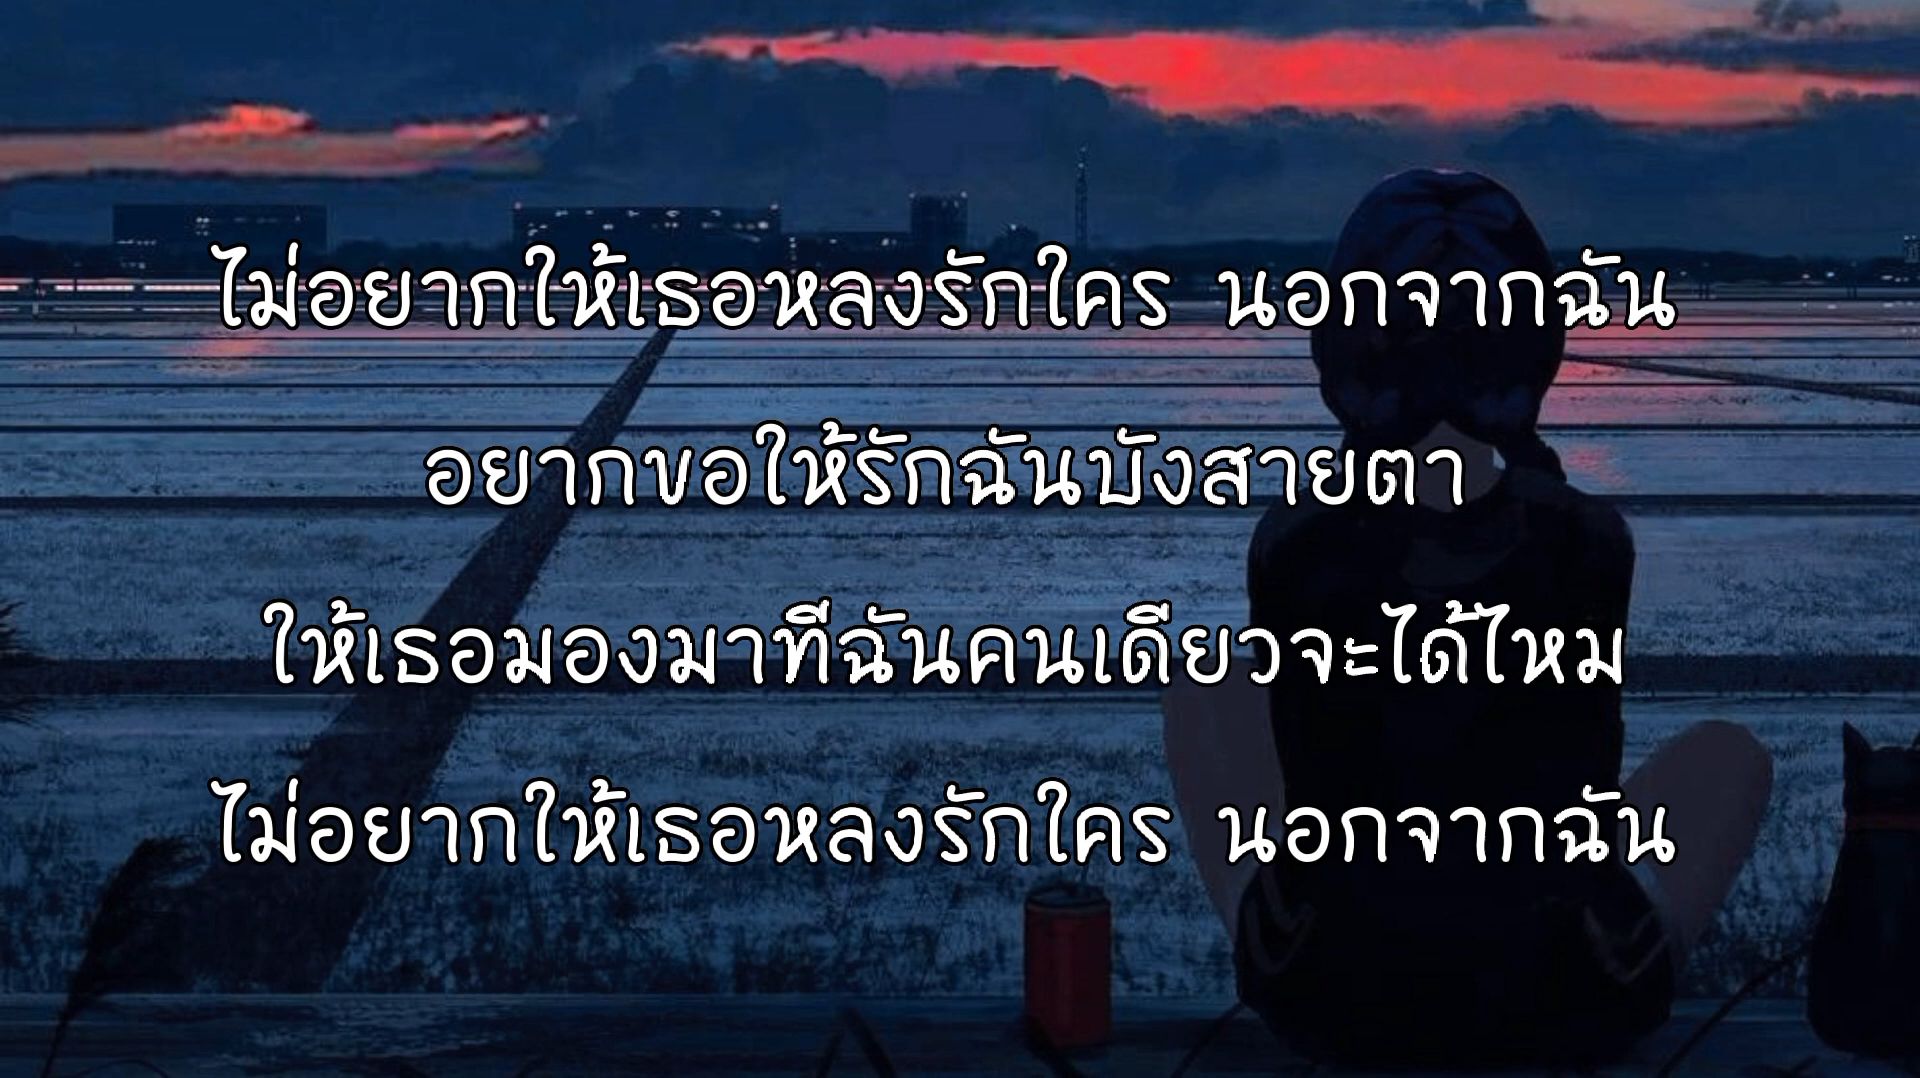 ไม่อยากให้เธอหลงรักใคร นอกจากฉัน
อยากขอให้รักฉันบังสายตา
ให้เธอมองมาที่ฉันคนเดียวจะได้ไหม
ไม่อยากให้เธอหลงรักใคร นอกจากฉัน